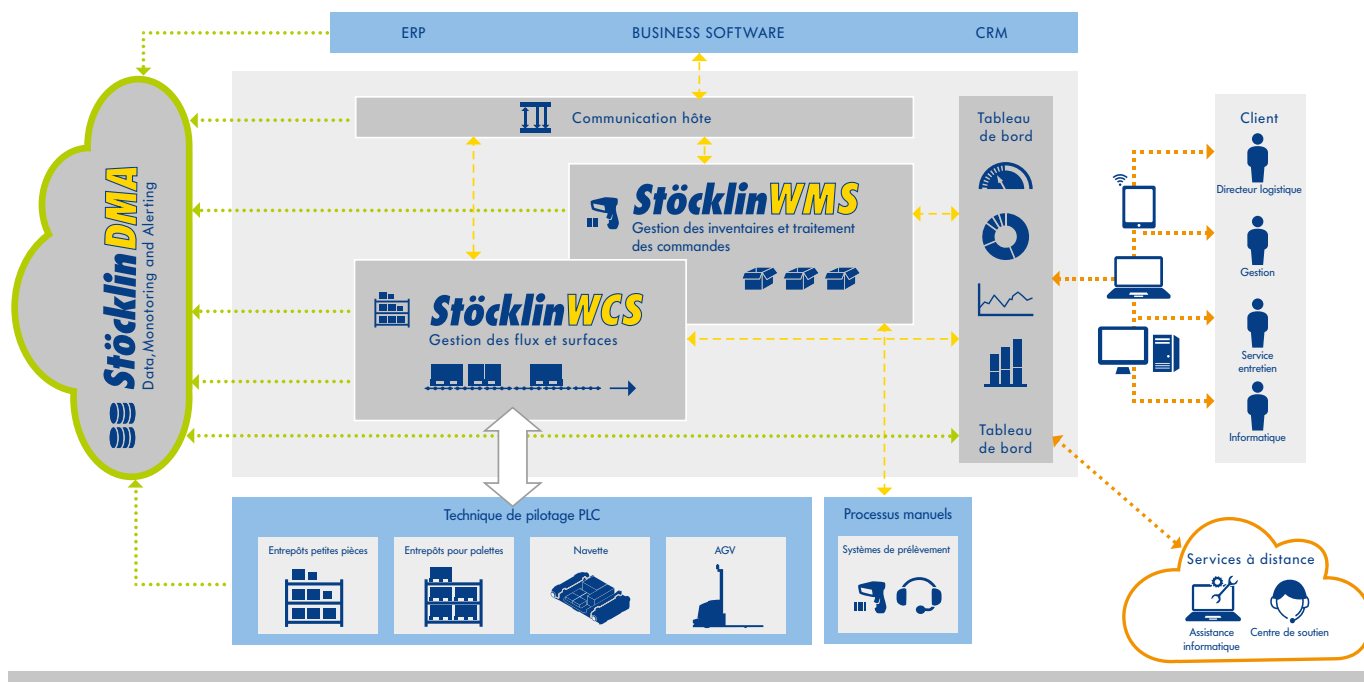 ERP
BUSINESS SOFTWARE
CRM
Communication hôte
StöcklinDMA
Data,Monotoring and Alerting
StöcklinWMS
Gestion des inventaires et traitement
des commandes
StöcklinWCS
Gestion des flux et surfaces
Tableau
de bord
Tableau
de bord
Client
Directeur logistique
Gestion
Service
entretien
Informatique
Technique de pilotage PLC
Entrepôts petites pièces
Entrepôts pour palettes
Navette
AGV
Processus manuels
Systèmes de prélèvement
Services à distance
Assistance
informatique
Centre de soutien